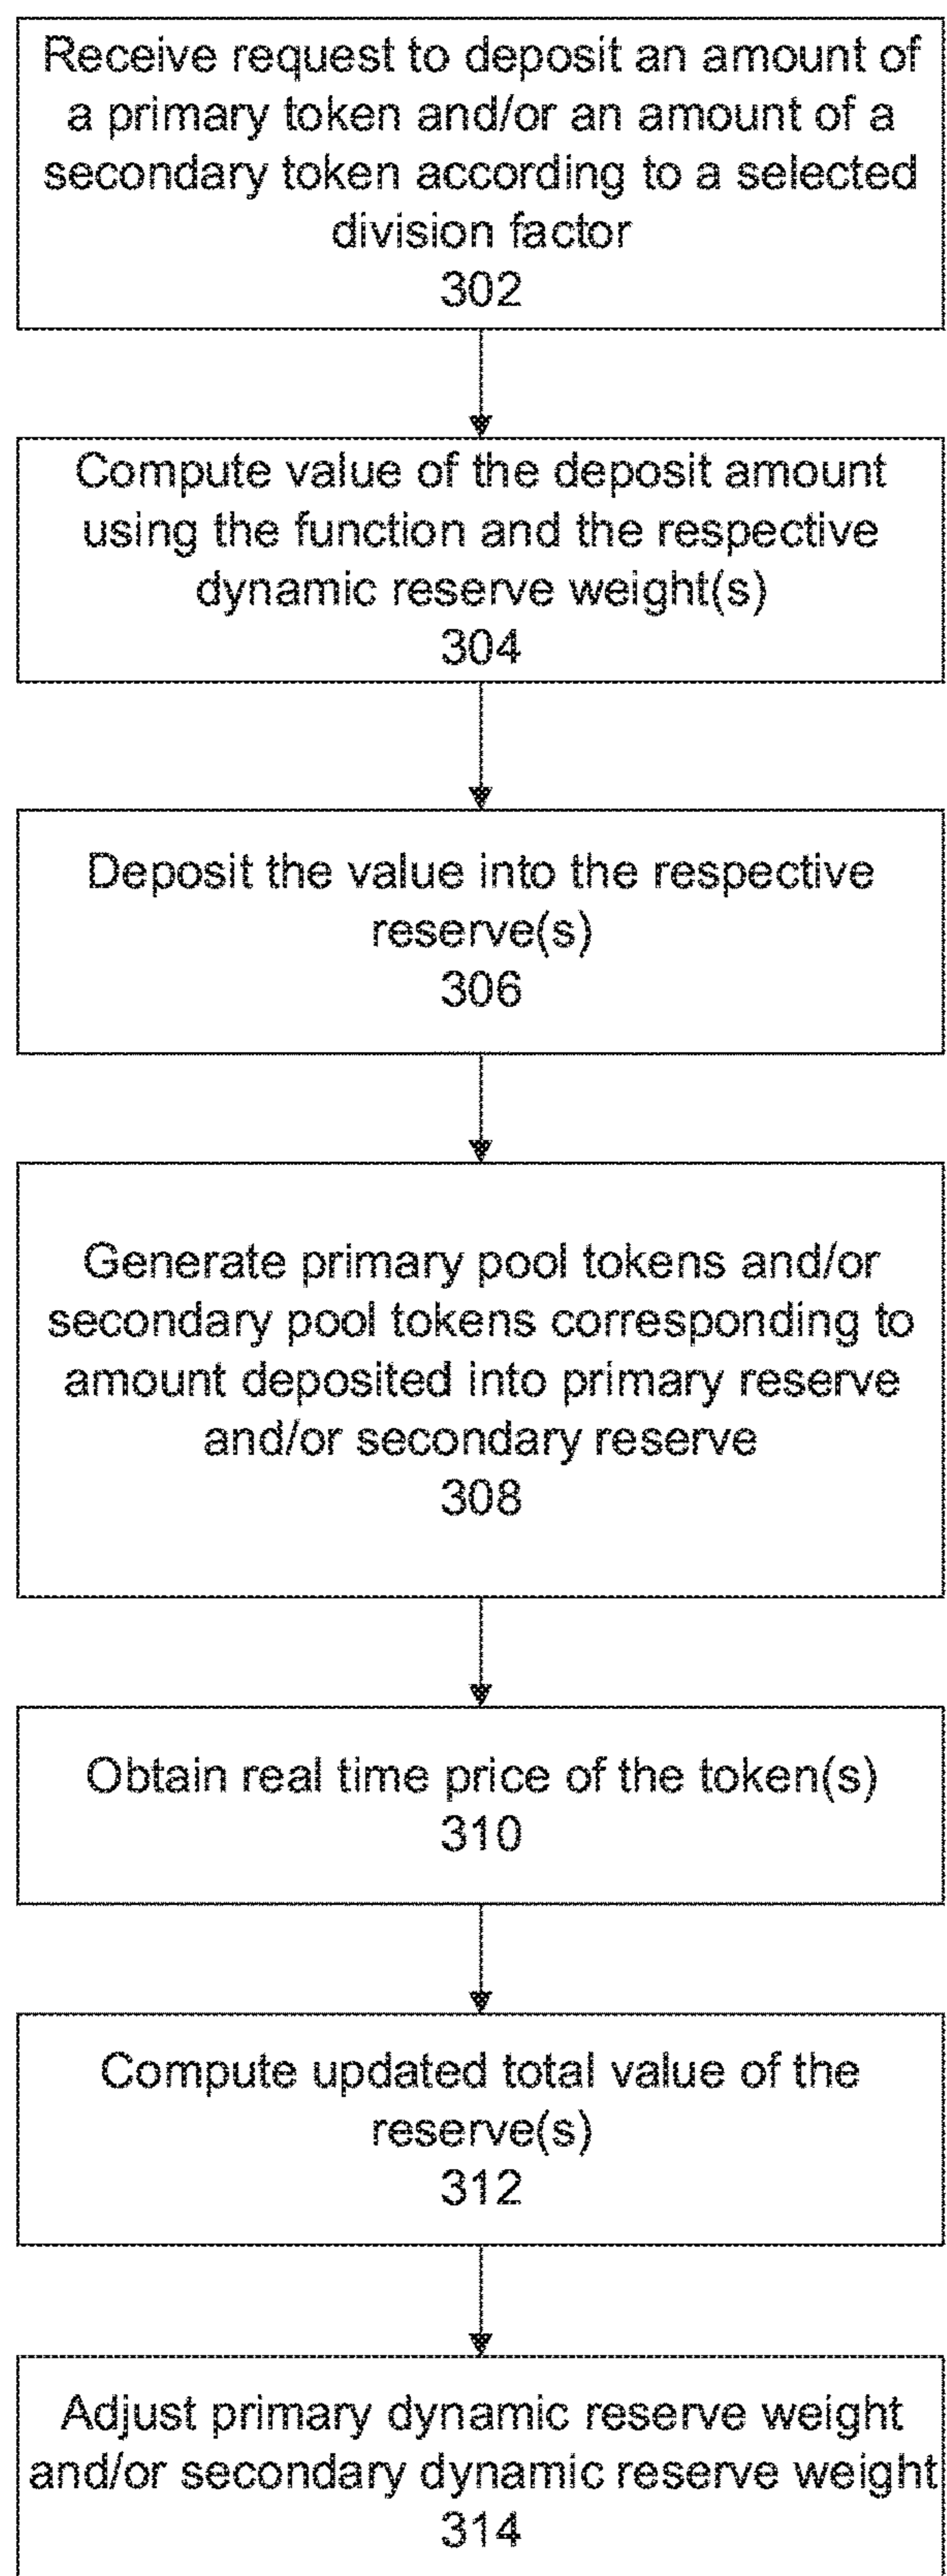 Receive request to deposit an amount of
a primary token and/or an amount of a
secondary token according to a selected
division factor
302
Compute value of the deposit amount
using the function and the respective
dynamic reserve weight(s)
304
Deposit the value into the respective
reserve(s)
306
Generate primary pool tokens and/or
secondary pool tokens corresponding to
amount deposited into primary reserve
and/or secondary reserve
308
Obtain real time price of the token(s)
310
Compute updated total value of the
reserve(s)
312
Adjust primary dynamic reserve weight
and/or secondary dynamic reserve weight
314